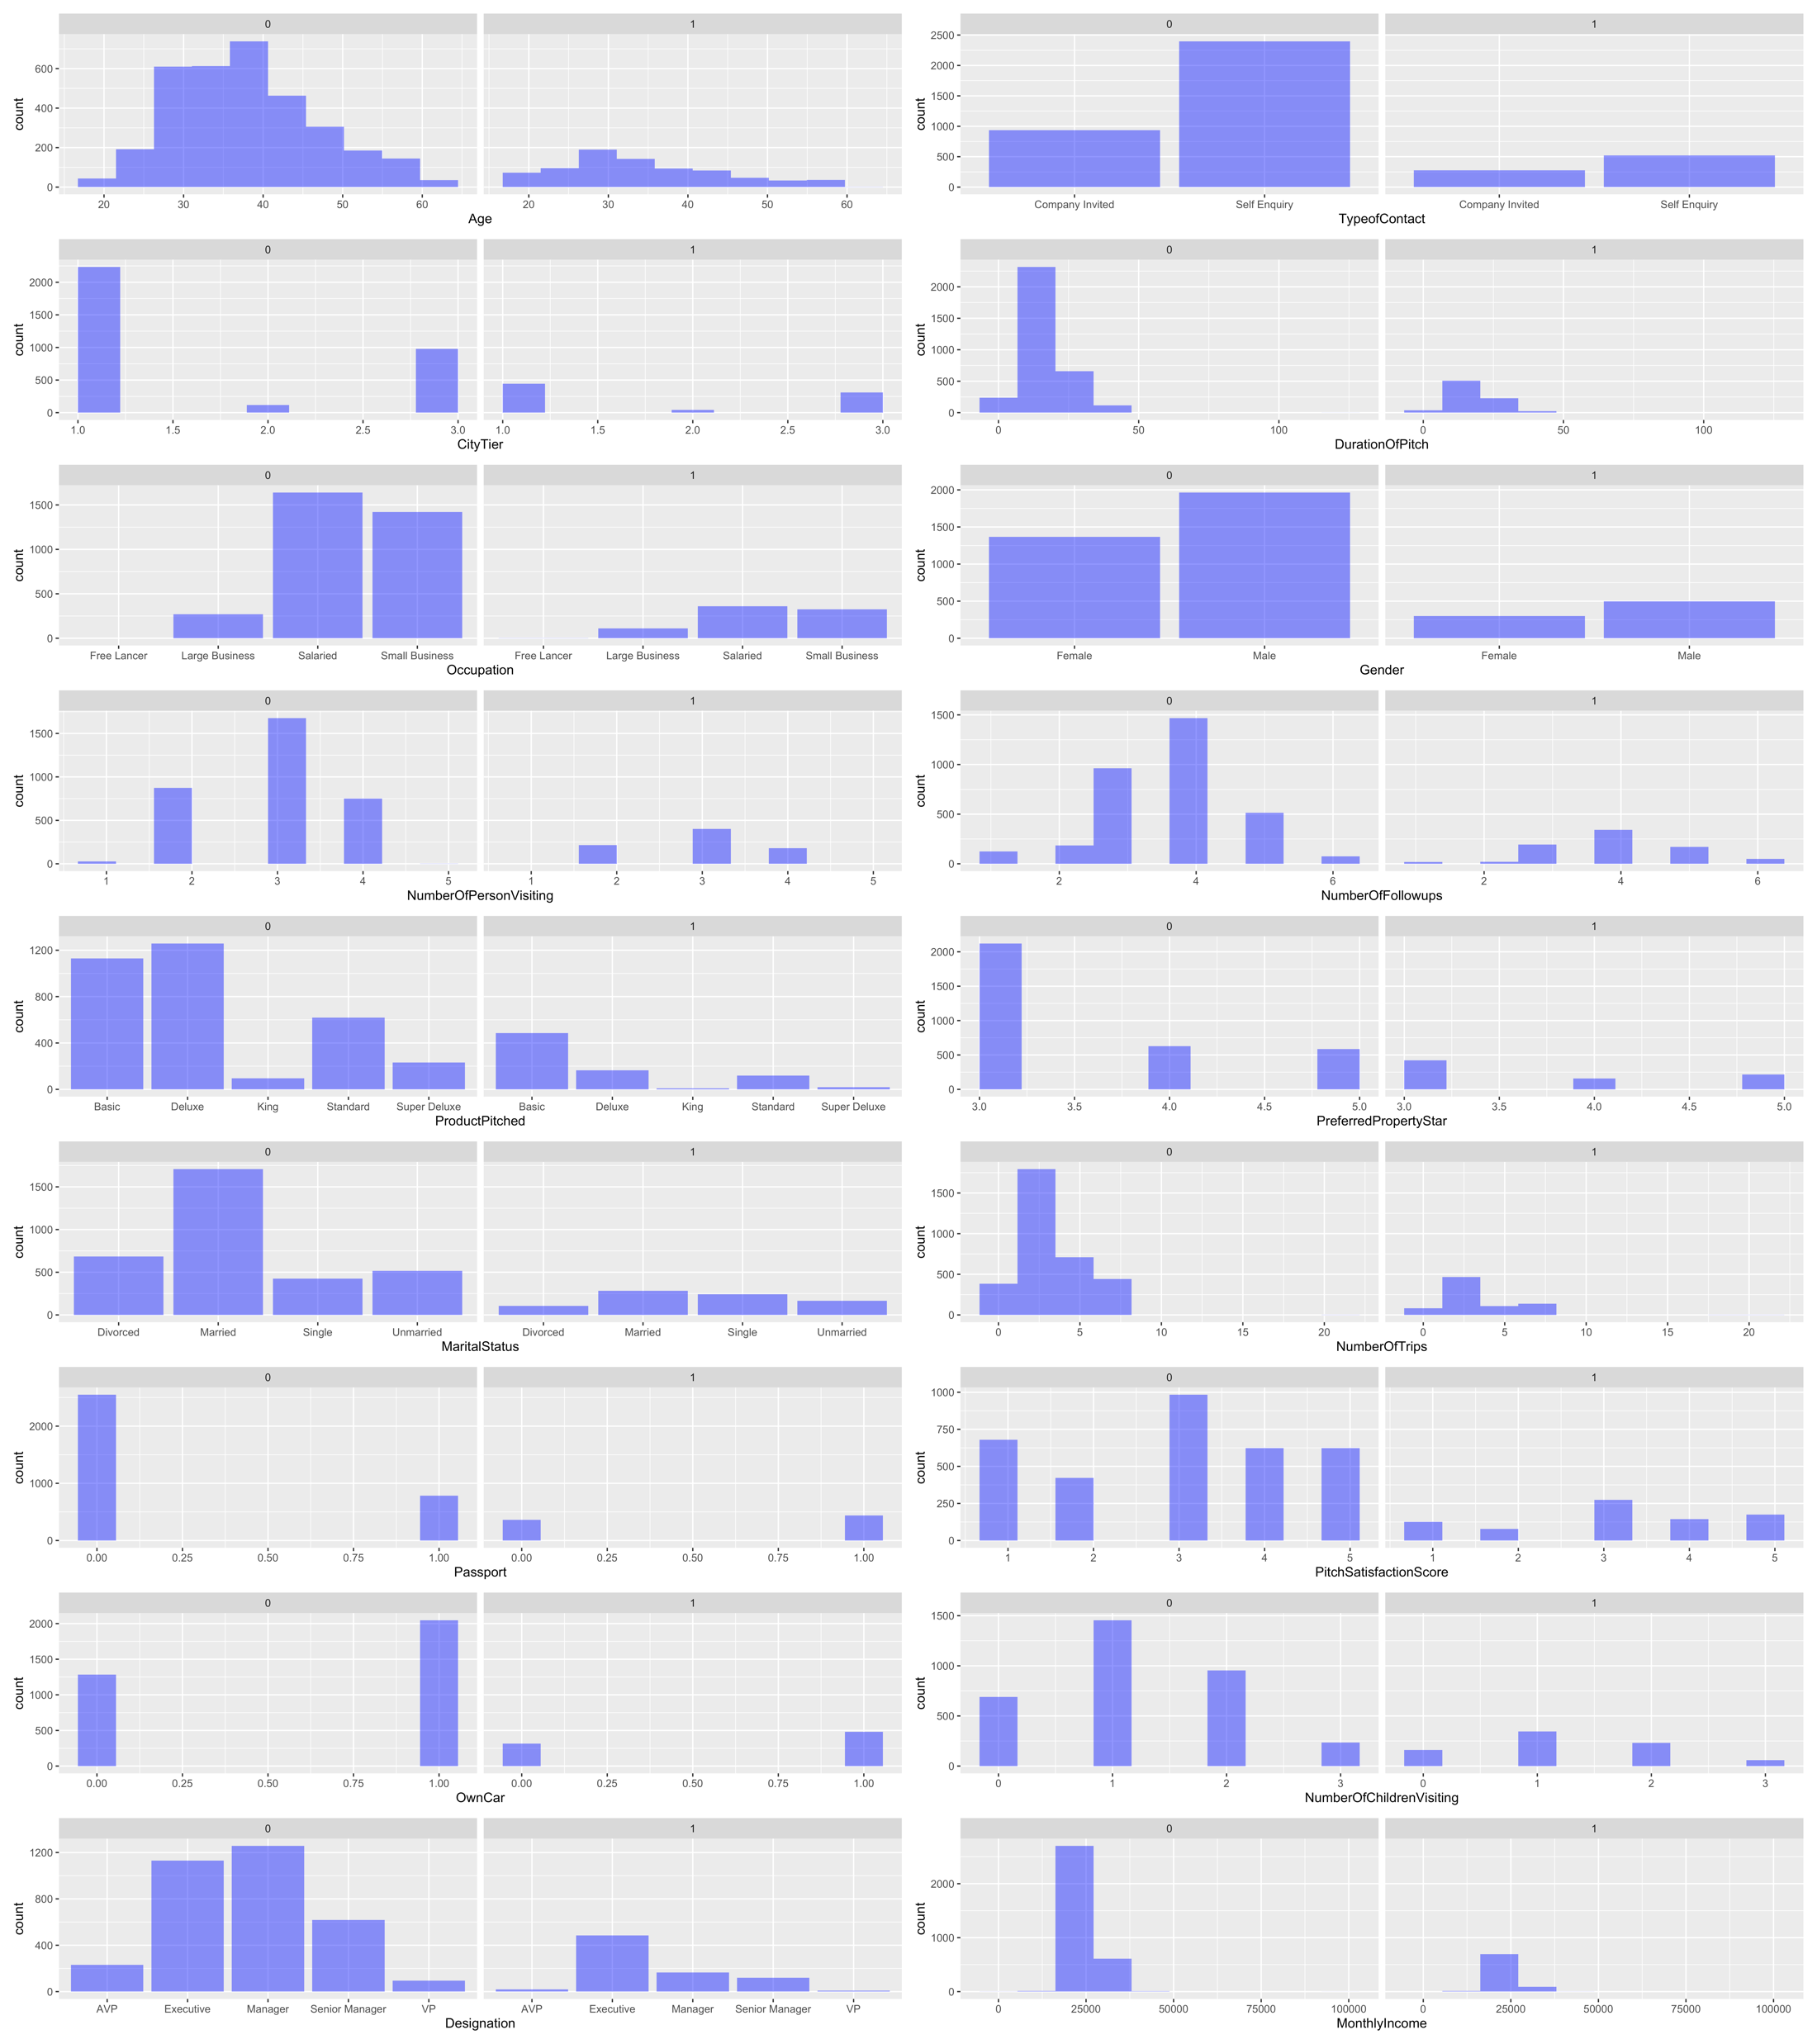 0 1
600
400
200
0
count
20 30 40 50 60 20 30 40 50 60
Age
0 1
2500
2000
1500
1000
500
0
count
Company Invited Self Enquiry Company Invited Self Enquiry
TypeofContact
0 1
2000
1500
1000
500
0
count
1.0 1.5 2.0 2.5 3.0 1.0 1.5 2.0 2.5 3.0
CityTier
0 1
2000
1500
1000
500
0
count
0 50 100 0 50 100
DurationOfPitch
0 1
1500
1000
500
0
count
Free Lancer Large Business Salaried Small Business Free Lancer Large Business Salaried Small Business
Occupation
0 1
2000
1500
1000
500
0
count
Female Male Female Male
Gender
0 1
1500
1000
500
0
count
1 2 3 4 5 1 2 3 4 5
NumberOfPersonVisiting
0 1
1500
1000
500
0
count
2 4 6 2 4 6
NumberOfFollowups
0 1
1200
800
400
0
count
Basic Deluxe King Standard Super Deluxe Basic Deluxe King Standard Super Deluxe
ProductPitched
0 1
2000
1500
1000
500
0
count
3.0 3.5 4.0 4.5 5.0 3.0 3.5 4.0 4.5 5.0
PreferredPropertyStar
0 1
1500
1000
500
0
count
Divorced Married Single Unmarried Divorced Married Single Unmarried
MaritalStatus
0 1
1500
1000
500
0
count
0 5 10 15 20 0 5 10 15 20
NumberOfTrips
0 1
2000
1000
0
count
0.00 0.25 0.50 0.75 1.00 0.00 0.25 0.50 0.75 1.00
Passport
0 1
1000
750
500
250
0
count
1 2 3 4 5 1 2 3 4 5
PitchSatisfactionScore
0 1
2000
1500
1000
500
0
count
0.00 0.25 0.50 0.75 1.00 0.00 0.25 0.50 0.75 1.00
OwnCar
0 1
1500
1000
500
0
count
0 1 2 3 0 1 2 3
NumberOfChildrenVisiting
0 1
1200
800
400
0
count
AVP Executive Manager Senior Manager VP AVP Executive Manager Senior Manager VP
Designation
0 1
2000
1000
0
count
0 25000 50000 75000 100000 0 25000 50000 75000 100000
MonthlyIncome